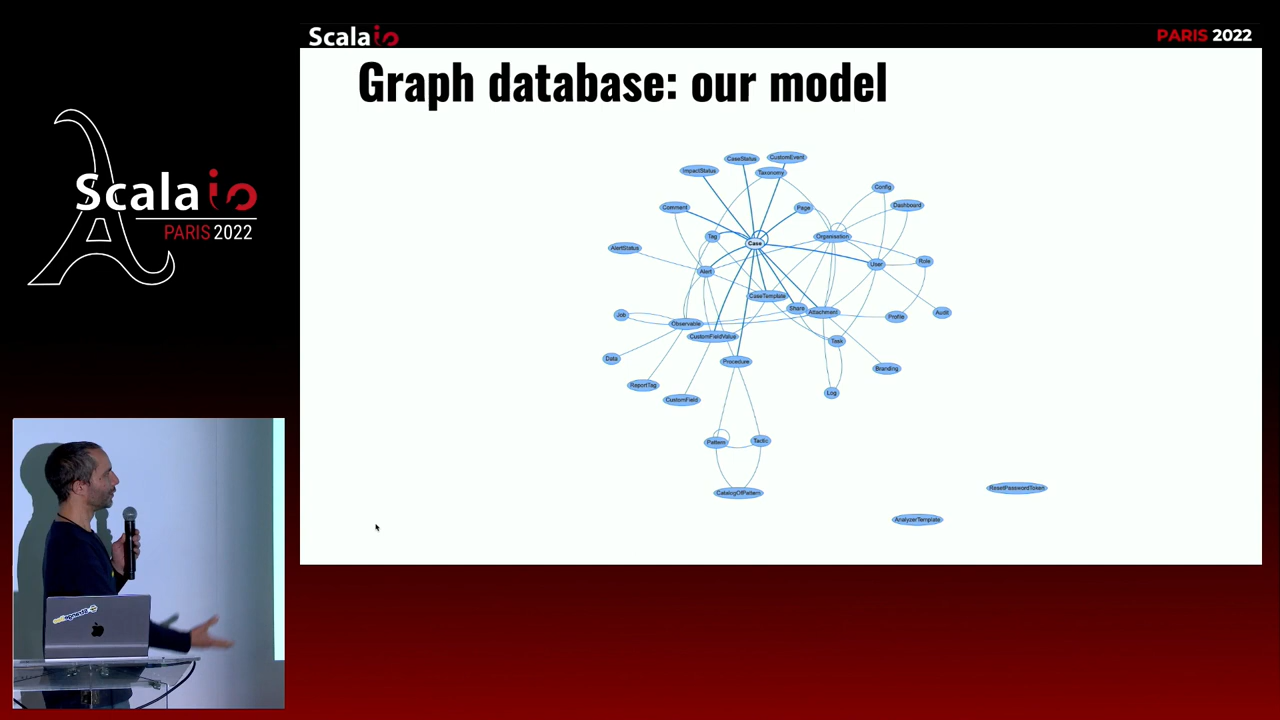 Scala io
PARIS 2022
Graph database: our model
CaseStatus
CustomEvent
ImpactStatus
Taxonomy
Config
Comment
Page
Dashboard
Scala io
PARIS 2022
Tag
Case
Organisation
AlertStatus
Alert
User
Role
CaseTemplate
Share
Attachment
Job
Observable
Profile
Audit
CustomFieldValue
Task
Data
Procedure
Branding
ReportTag
CustomField
Log
Pattern
Tactic
CatalogOfPattern
ResetPasswordToken
AnalyzerTemplate